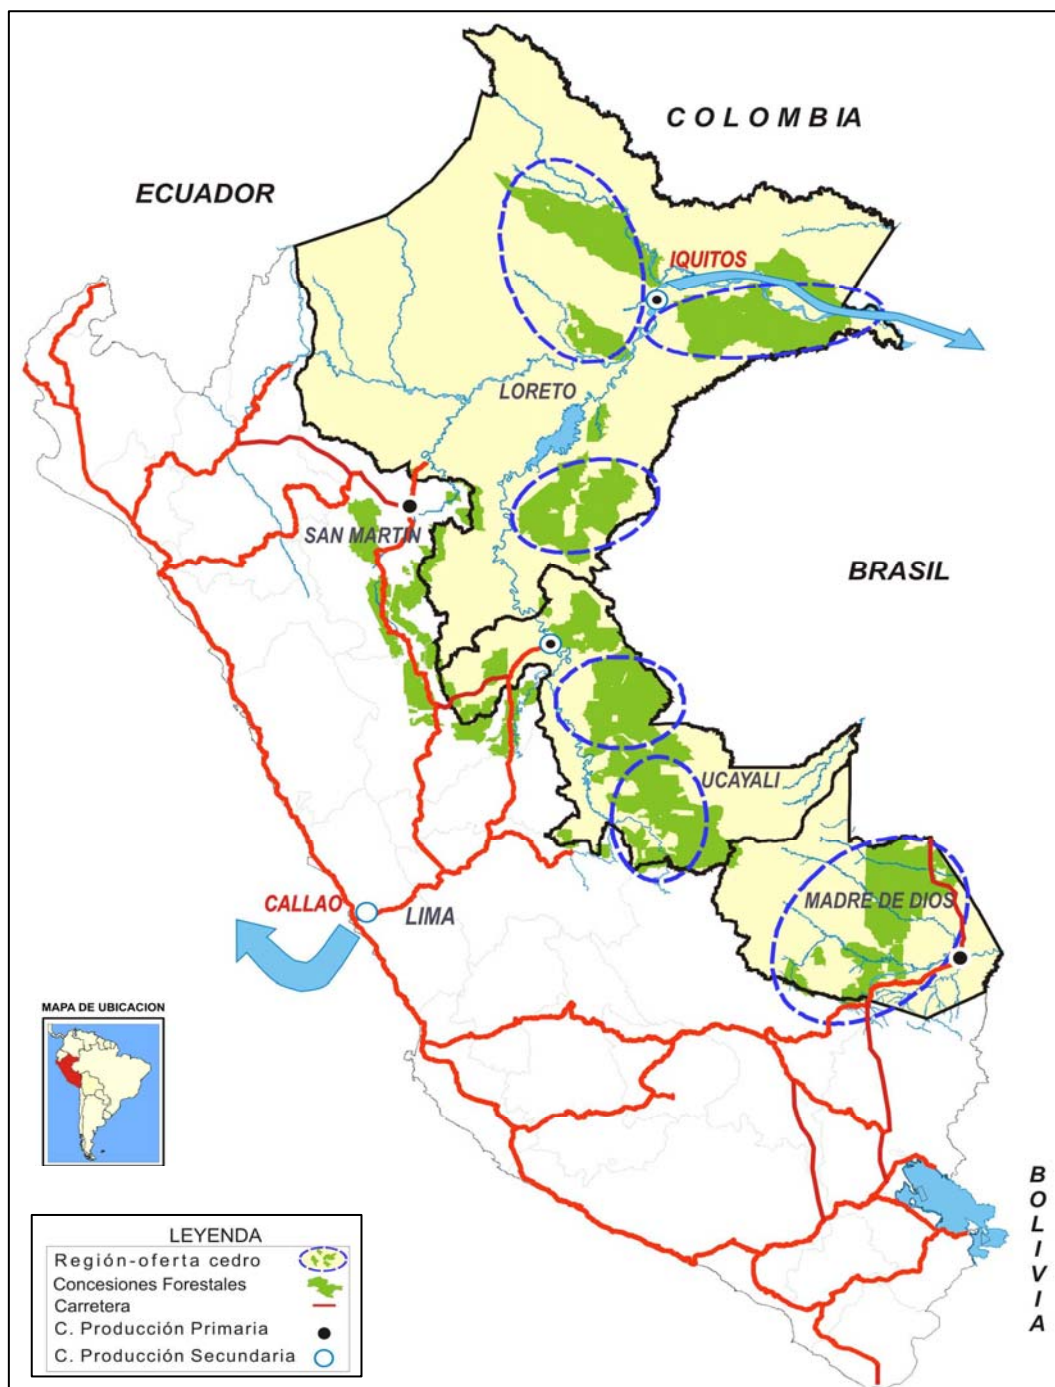 COLOMBIA
ECUADOR
IQUITOS
LORETO
SAN MARTIN
BRASIL
UCAYALI
MADRE DE DIOS
CALLAO
LIMA
MAPA DE UBICACION
BOLIVIA
LEYENDA
Región-oferta cedro
Concesiones Forestales
Carretera
C. Producción Primaria
C. Producción Secundaria